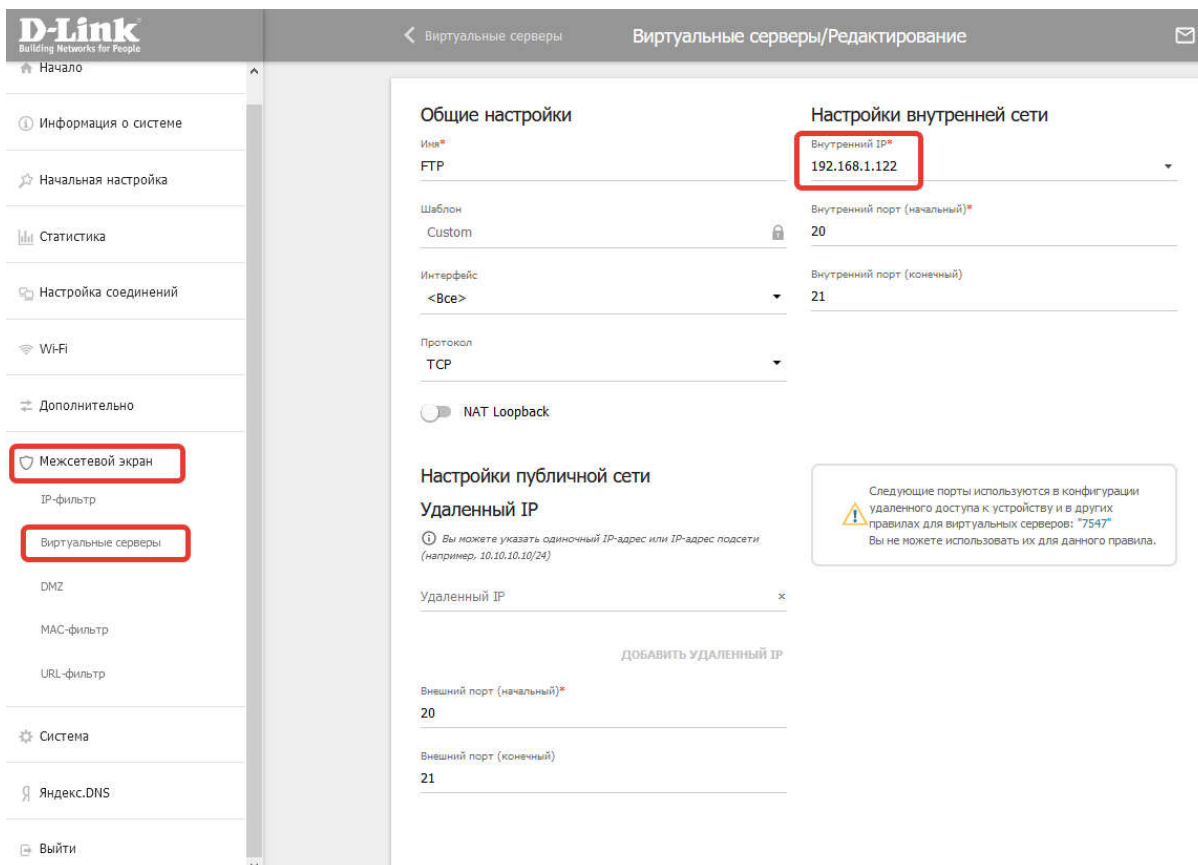 D-Link
Building Networks for People
Виртуальные серверы
Виртуальные серверы/Редактирование
Начало
Информация о системе
Начальная настройка
Статистика
Настройка соединений
Wi-Fi
Дополнительно
Межсетевой экран
IP-фильтр
Виртуальные серверы
DMZ
MAC-фильтр
URL-фильтр
Система
Яндекс.DNS
Выйти
Общие настройки
Имя*
FTP
Шаблон
Custom
Интерфейс
<Все>
Протокол
TCP
NAT Loopback
Настройки внутренней сети
Внутренний IP*
192.168.1.122
Внутренний порт (начальный)*
20
Внутренний порт (конечный)
21
Настройки публичной сети
Удаленный IP
Вы можете указать одиночный IP-адрес или IP-адрес подсети
(например, 10.10.10.10/24)
Удаленный IP
×
ДОБАВИТЬ УДАЛЕННЫЙ IP
Внешний порт (начальный)*
20
Внешний порт (конечный)
21
Следующие порты используются в конфигурации
удаленного доступа к устройству и в других
правилах для виртуальных серверов: "7547"
Вы не можете использовать их для данного правила.